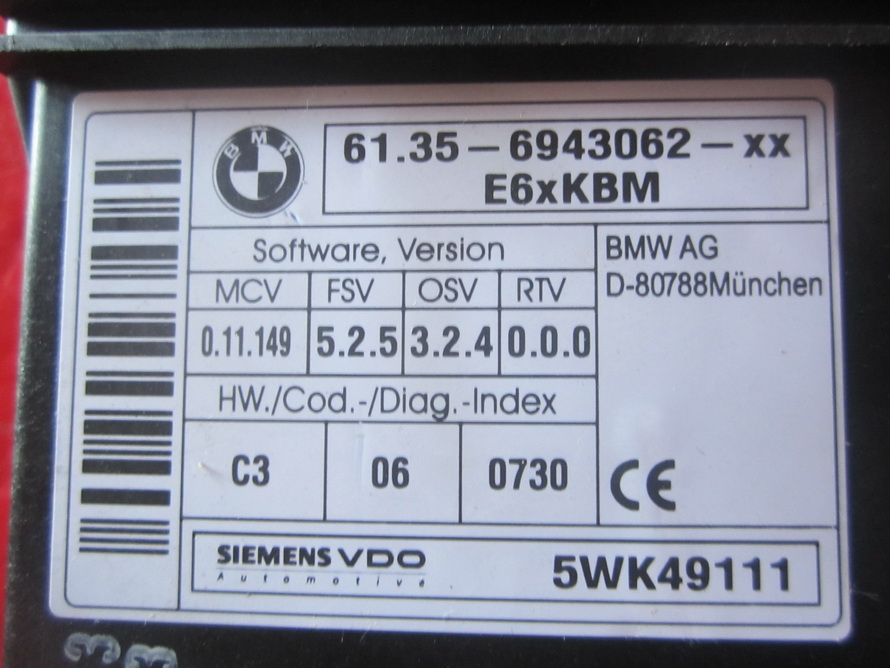 BMW
61.35-6943062-xx
E6xKBM
Software, Version
MCV FSV OSV RTV
0.11.149 5.2.5 3.2.4 0.0.0
BMW AG
D-80788München
HW./Cod.-/Diag.-Index
C3 06 0730
CE
SIEMENS VDO
Automotive
5WK49111
33